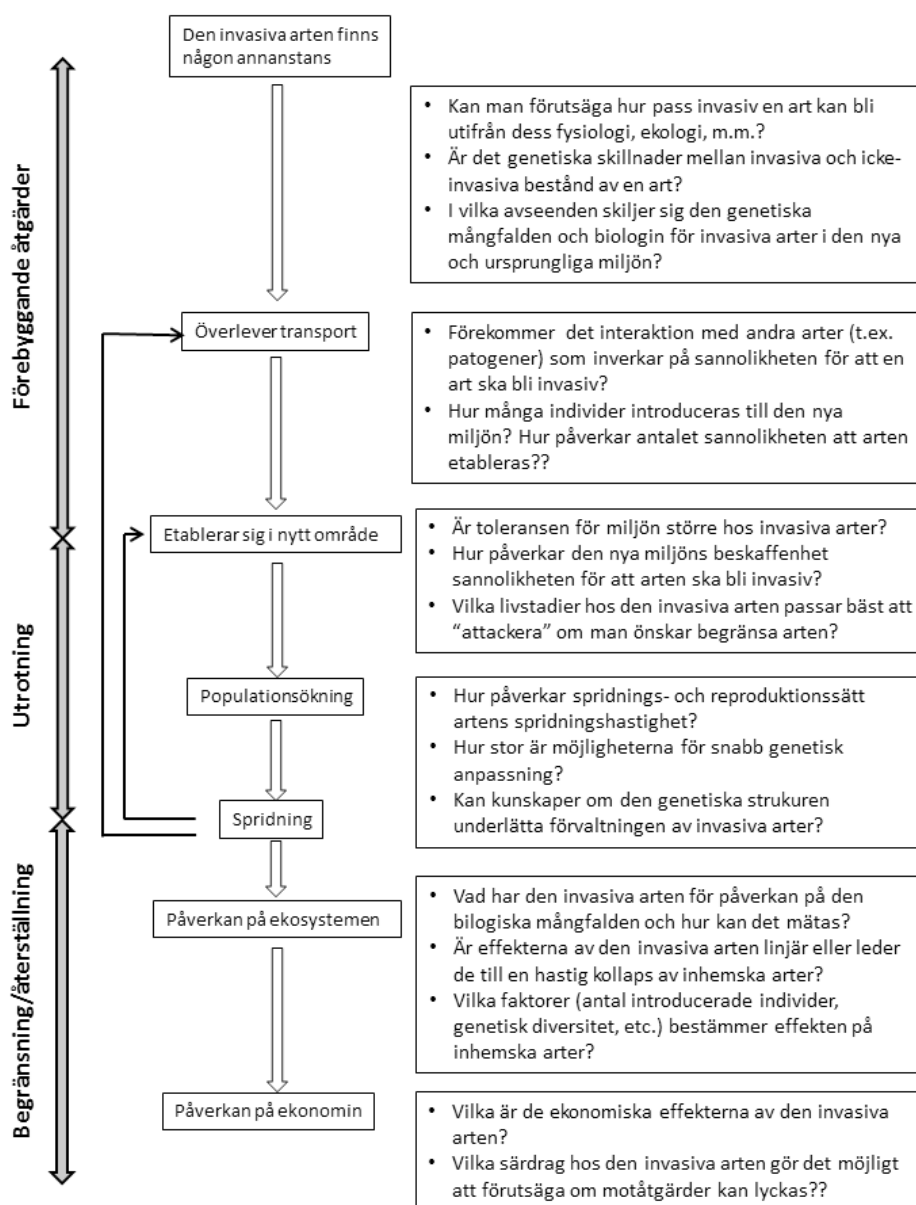 Den invasiva arten finns
någon annanstans
Förebyggande åtgärder
• Kan man förutsäga hur pass invasiv en art kan bli
utifrån dess fysiologi, ekologi, m.m.?
• Är det genetiska skillnader mellan invasiva och icke-
invasiva bestånd av en art?
• I vilka avseenden skiljer sig den genetiska
mångfalden och biologin för invasiva arter i den nya
och ursprungliga miljön?
Överlever transport
• Förekommer det interaktion med andra arter (t.ex.
patogener) som inverkar på sannolikheten för att en
art ska bli invasiv?
• Hur många individer introduceras till den nya
miljön? Hur påverkar antalet sannolikheten att arten
etableras??
Etablerar sig i nytt område
Utrotning
• Är toleransen för miljön större hos invasiva arter?
• Hur påverkar den nya miljöns beskaffenhet
sannolikheten för att arten ska bli invasiv?
• Vilka livstadier hos den invasiva arten passar bäst att
“attackera” om man önskar begränsa arten?
Populationsökning
• Hur påverkar spridnings- och reproduktionssätt
artens spridningshastighet?
• Hur stor är möjligheterna för snabb genetisk
anpassning?
• Kan kunskaper om den genetiska strukuren
underlätta förvaltningen av invasiva arter?
Spridning
Begränsning/återställning
Påverkan på ekosystemen
• Vad har den invasiva arten för påverkan på den
bilogiska mångfalden och hur kan det mätas?
• Är effekterna av den invasiva arten linjär eller leder
de till en hastig kollaps av inhemska arter?
• Vilka faktorer (antal introducerade individer,
genetisk diversitet, etc.) bestämmer effekten på
inhemska arter?
Påverkan på ekonomin
• Vilka är de ekonomiska effekterna av den invasiva
arten?
• Vilka särdrag hos den invasiva arten gör det möjligt
att förutsäga om motåtgärder kan lyckas??